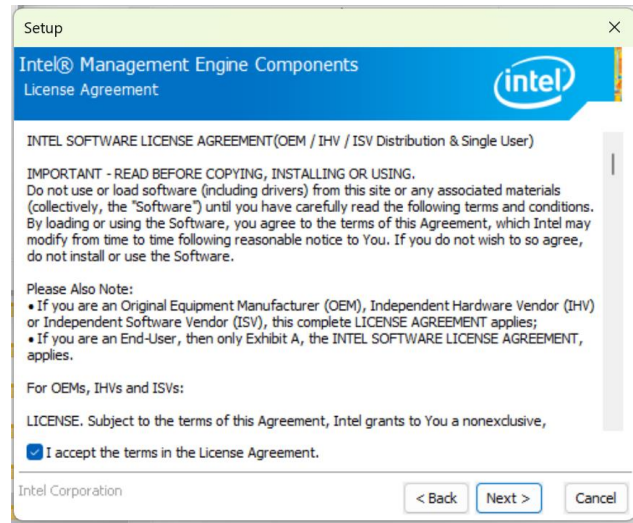 Setup
Intel® Management Engine Components
License Agreement
intel
INTEL SOFTWARE LICENSE AGREEMENT(OEM / IHV / ISV Distribution & Single User)
IMPORTANT - READ BEFORE COPYING, INSTALLING OR USING.
Do not use or load software (including drivers) from this site or any associated materials
(collectively, the "Software") until you have carefully read the following terms and conditions.
By loading or using the Software, you agree to the terms of this Agreement, which Intel may
modify from time to time following reasonable notice to You. If you do not wish to so agree,
do not install or use the Software.
Please Also Note:
• If you are an Original Equipment Manufacturer (OEM), Independent Hardware Vendor (IHV)
or Independent Software Vendor (ISV), this complete LICENSE AGREEMENT applies;
• If you are an End-User, then only Exhibit A, the INTEL SOFTWARE LICENSE AGREEMENT,
applies.
For OEMs, IHVs and ISVs:
LICENSE. Subject to the terms of this Agreement, Intel grants to You a nonexclusive,
I accept the terms in the License Agreement.
Intel Corporation
< Back Next > Cancel